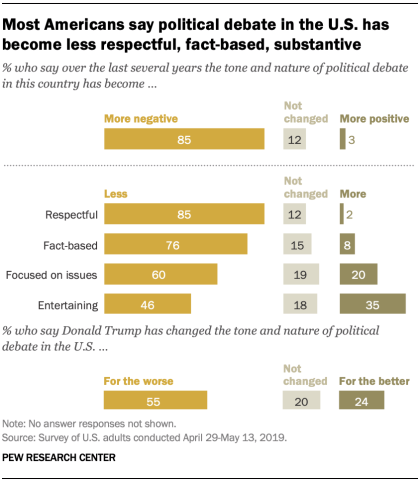 Most Americans say political debate in the U.S. has
become less respectful, fact-based, substantive
% who say over the last several years the tone and nature of political debate
in this country has become ...
More negative
Not
changed
More positive
85
12
3
Less
Not
changed
More
Respectful 85 12 2
Fact-based 76 15 8
Focused on issues 60 19 20
Entertaining 46 18 35
% who say Donald Trump has changed the tone and nature of political
debate in the U.S. ...
For the worse
Not
changed
For the better
55 20 24
Note: No answer responses not shown.
Source: Survey of U.S. adults conducted April 29-May 13, 2019.
PEW RESEARCH CENTER